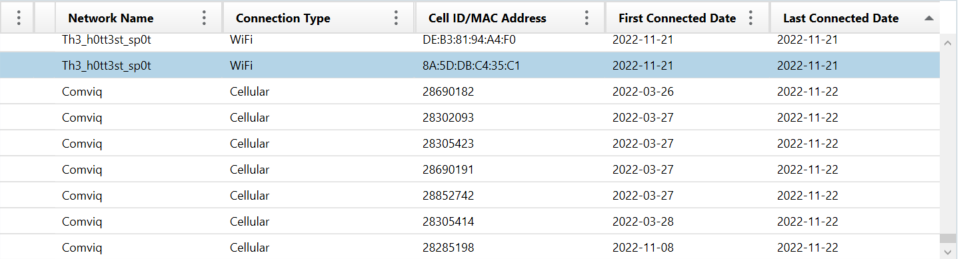 Network Name Connection Type Cell ID/MAC Address First Connected Date Last Connected Date
Th3_h0tt3st_sp0t WiFi DE:B3:81:94:A4:F0 2022-11-21 2022-11-21
Th3_h0tt3st_sp0t WiFi 8A:5D:DB:C4:35:C1 2022-11-21 2022-11-21
Comviq Cellular 28690182 2022-03-26 2022-11-22
Comviq Cellular 28302093 2022-03-27 2022-11-22
Comviq Cellular 28305423 2022-03-27 2022-11-22
Comviq Cellular 28690191 2022-03-27 2022-11-22
Comviq Cellular 28852742 2022-03-27 2022-11-22
Comviq Cellular 28305414 2022-03-28 2022-11-22
Comviq Cellular 28285198 2022-11-08 2022-11-22